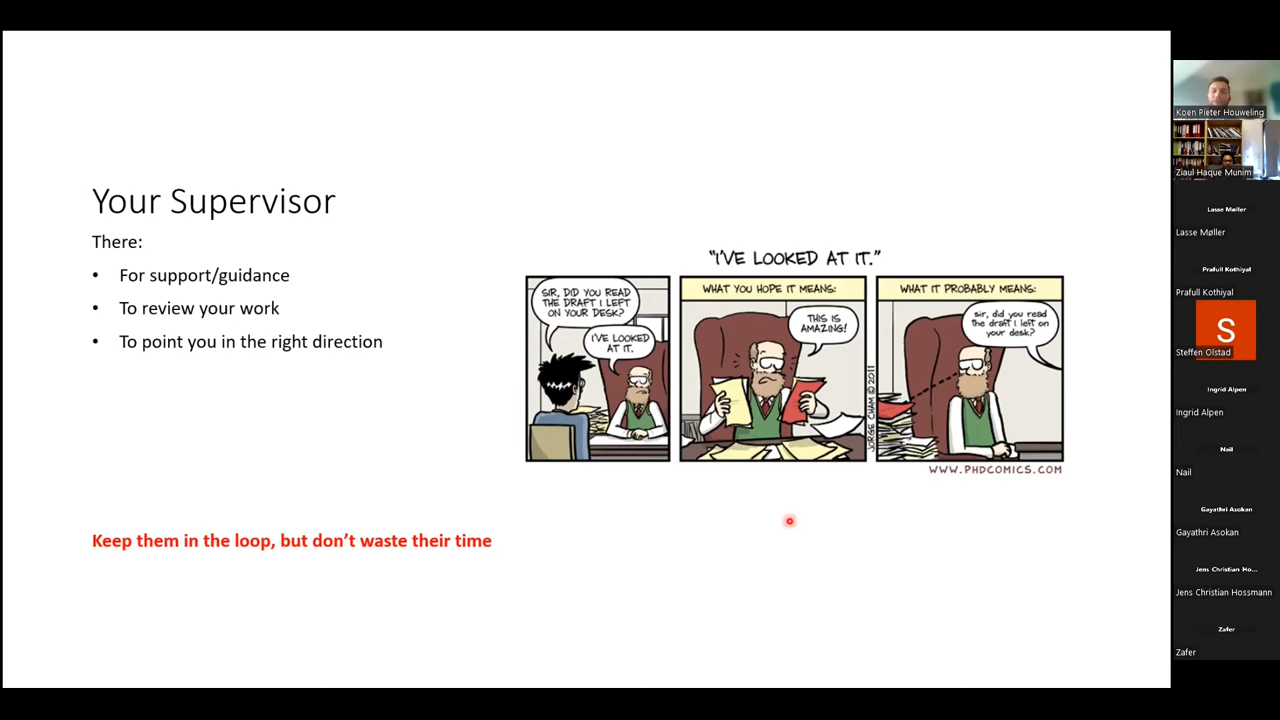 Your Supervisor
There:
• For support/guidance
• To review your work
• To point you in the right direction
Keep them in the loop, but don’t waste their time
“I’VE LOOKED AT IT.”
SIR, DID YOU READ
THE DRAFT I LEFT
ON YOUR DESK?
I’VE LOOKED
AT IT.
WHAT YOU HOPE IT MEANS:
THIS IS
AMAZING!
JORGE CHAM © 2011
WHAT IT PROBABLY MEANS:
sir, did you read
the draft I left on
your desk?
WWW.PHDCOMICS.COM
Koen Pieter Houweling
Ziaul Haque Munim
Lasse Møller
Lasse Møller
Prafull Kothiyal
Prafull Kothiyal
S
Steffen Olstad
Ingrid Alpen
Ingrid Alpen
Nail
Nail
Gayathri Asokan
Gayathri Asokan
Jens Christian Ho...
Jens Christian Hossmann
Zafer
Zafer